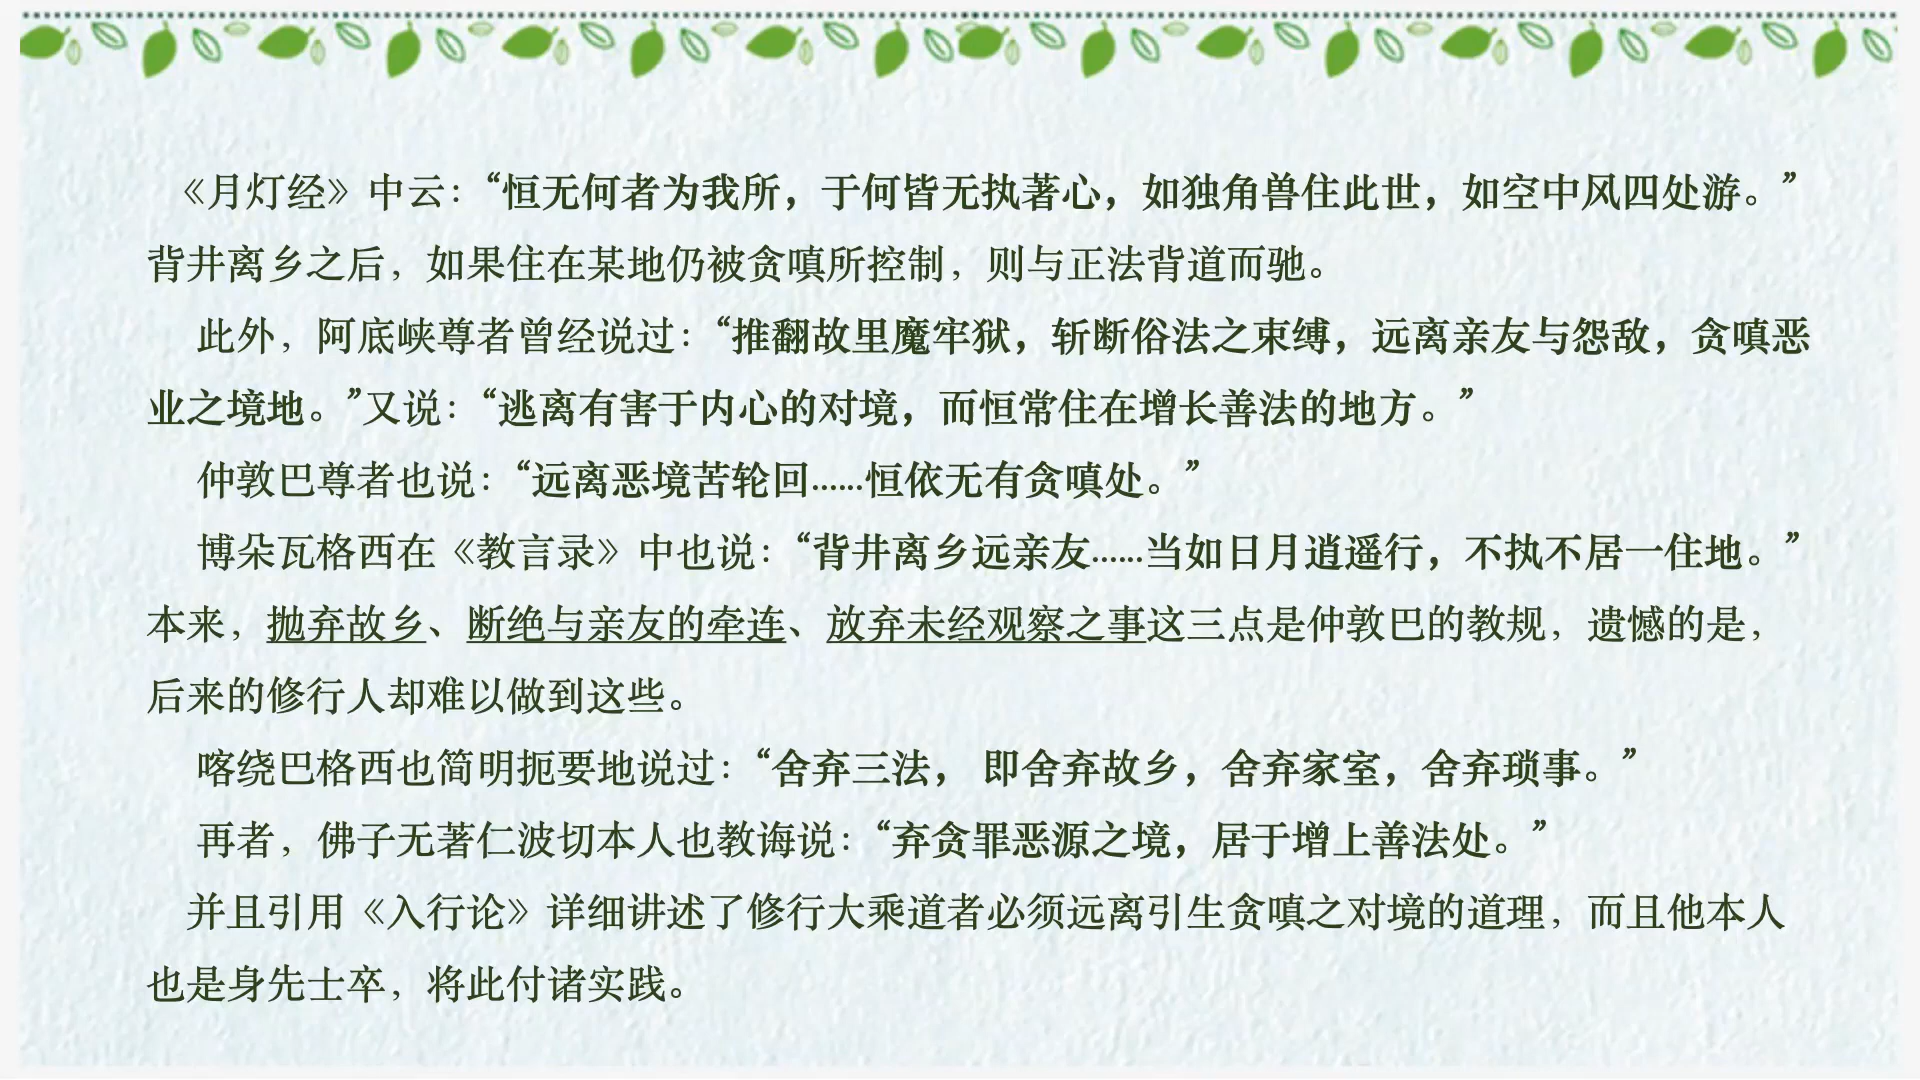 《月灯经》中云：“恒无何者为我所，于何皆无执著心，如独角兽住此世，如空中风四处游。”
背井离乡之后，如果住在某地仍被贪嗔所控制，则与正法背道而驰。
此外，阿底峡尊者曾经说过：“推翻故里魔牢狱，斩断俗法之束缚，远离亲友与怨敌，贪嗔恶
业之境地。”又说：“逃离有害于内心的对境，而恒常住在增长善法的地方。”
仲敦巴尊者也说：“远离恶境苦轮回……恒依无有贪嗔处。”
博朵瓦格西在《教言录》中也说：“背井离乡远亲友……当如日月逍遥行，不执不居一住地。”
本来，抛弃故乡、断绝与亲友的牵连、放弃未经观察之事这三点是仲敦巴的教规，遗憾的是，
后来的修行人却难以做到这些。
喀绕巴格西也简明扼要地说过：“舍弃三法， 即舍弃故乡，舍弃家室，舍弃琐事。”
再者，佛子无著仁波切本人也教诲说：“弃贪罪恶源之境，居于增上善法处。”
并且引用《入行论》详细讲述了修行大乘道者必须远离引生贪嗔之对境的道理，而且他本人
也是身先士卒，将此付诸实践。